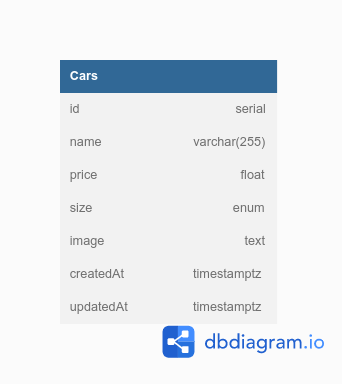 Cars
id serial
name varchar(255)
price float
size enum
image text
createdAt timestamptz
updatedAt timestamptz
dbdiagram.io